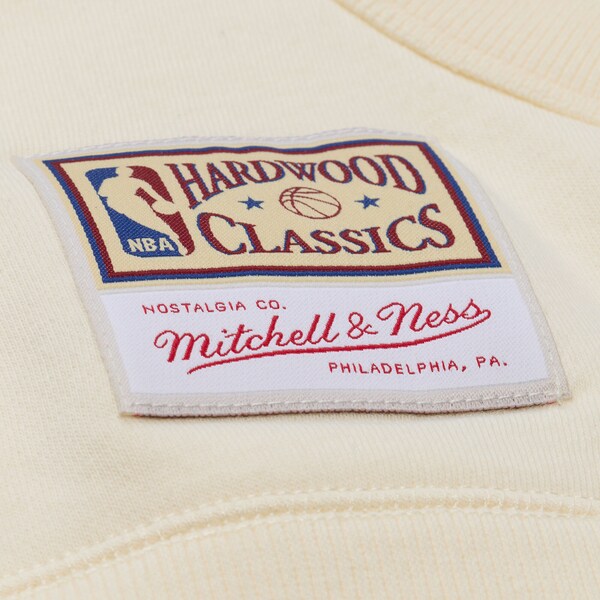 HARDWOOD
CLASSICS
NBA
NOSTALGIA CO.
Mitchell & Ness
PHILADELPHIA, PA.